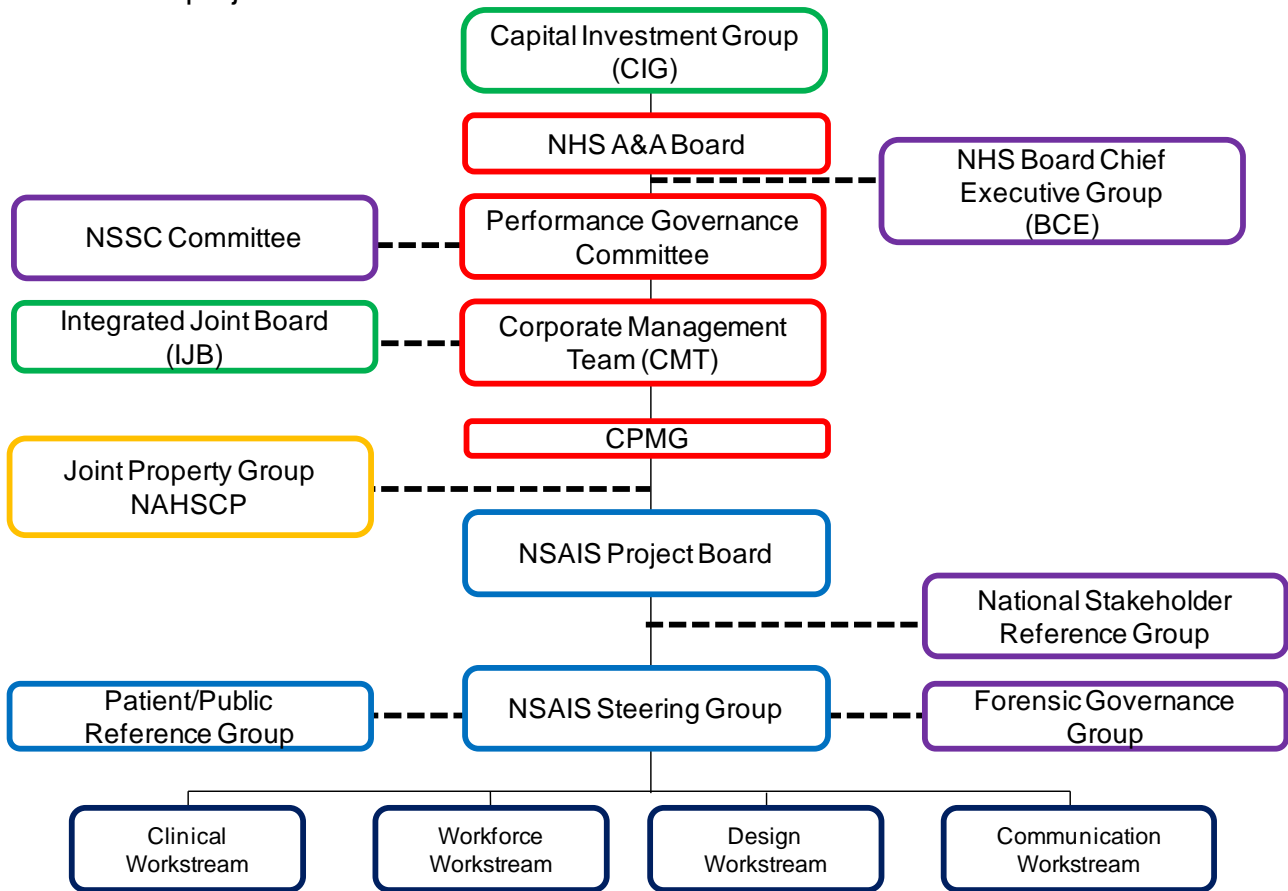 Capital Investment Group
(CIG)
NHS A&A Board
NHS Board Chief
Executive Group
(BCE)
NSSC Committee
Performance Governance
Committee
Integrated Joint Board
(IJB)
Corporate Management
Team (CMT)
CPMG
Joint Property Group
NAHSCP
NSAIS Project Board
National Stakeholder
Reference Group
Patient/Public
Reference Group
NSAIS Steering Group
Forensic Governance
Group
Clinical
Workstream
Workforce
Workstream
Design
Workstream
Communication
Workstream